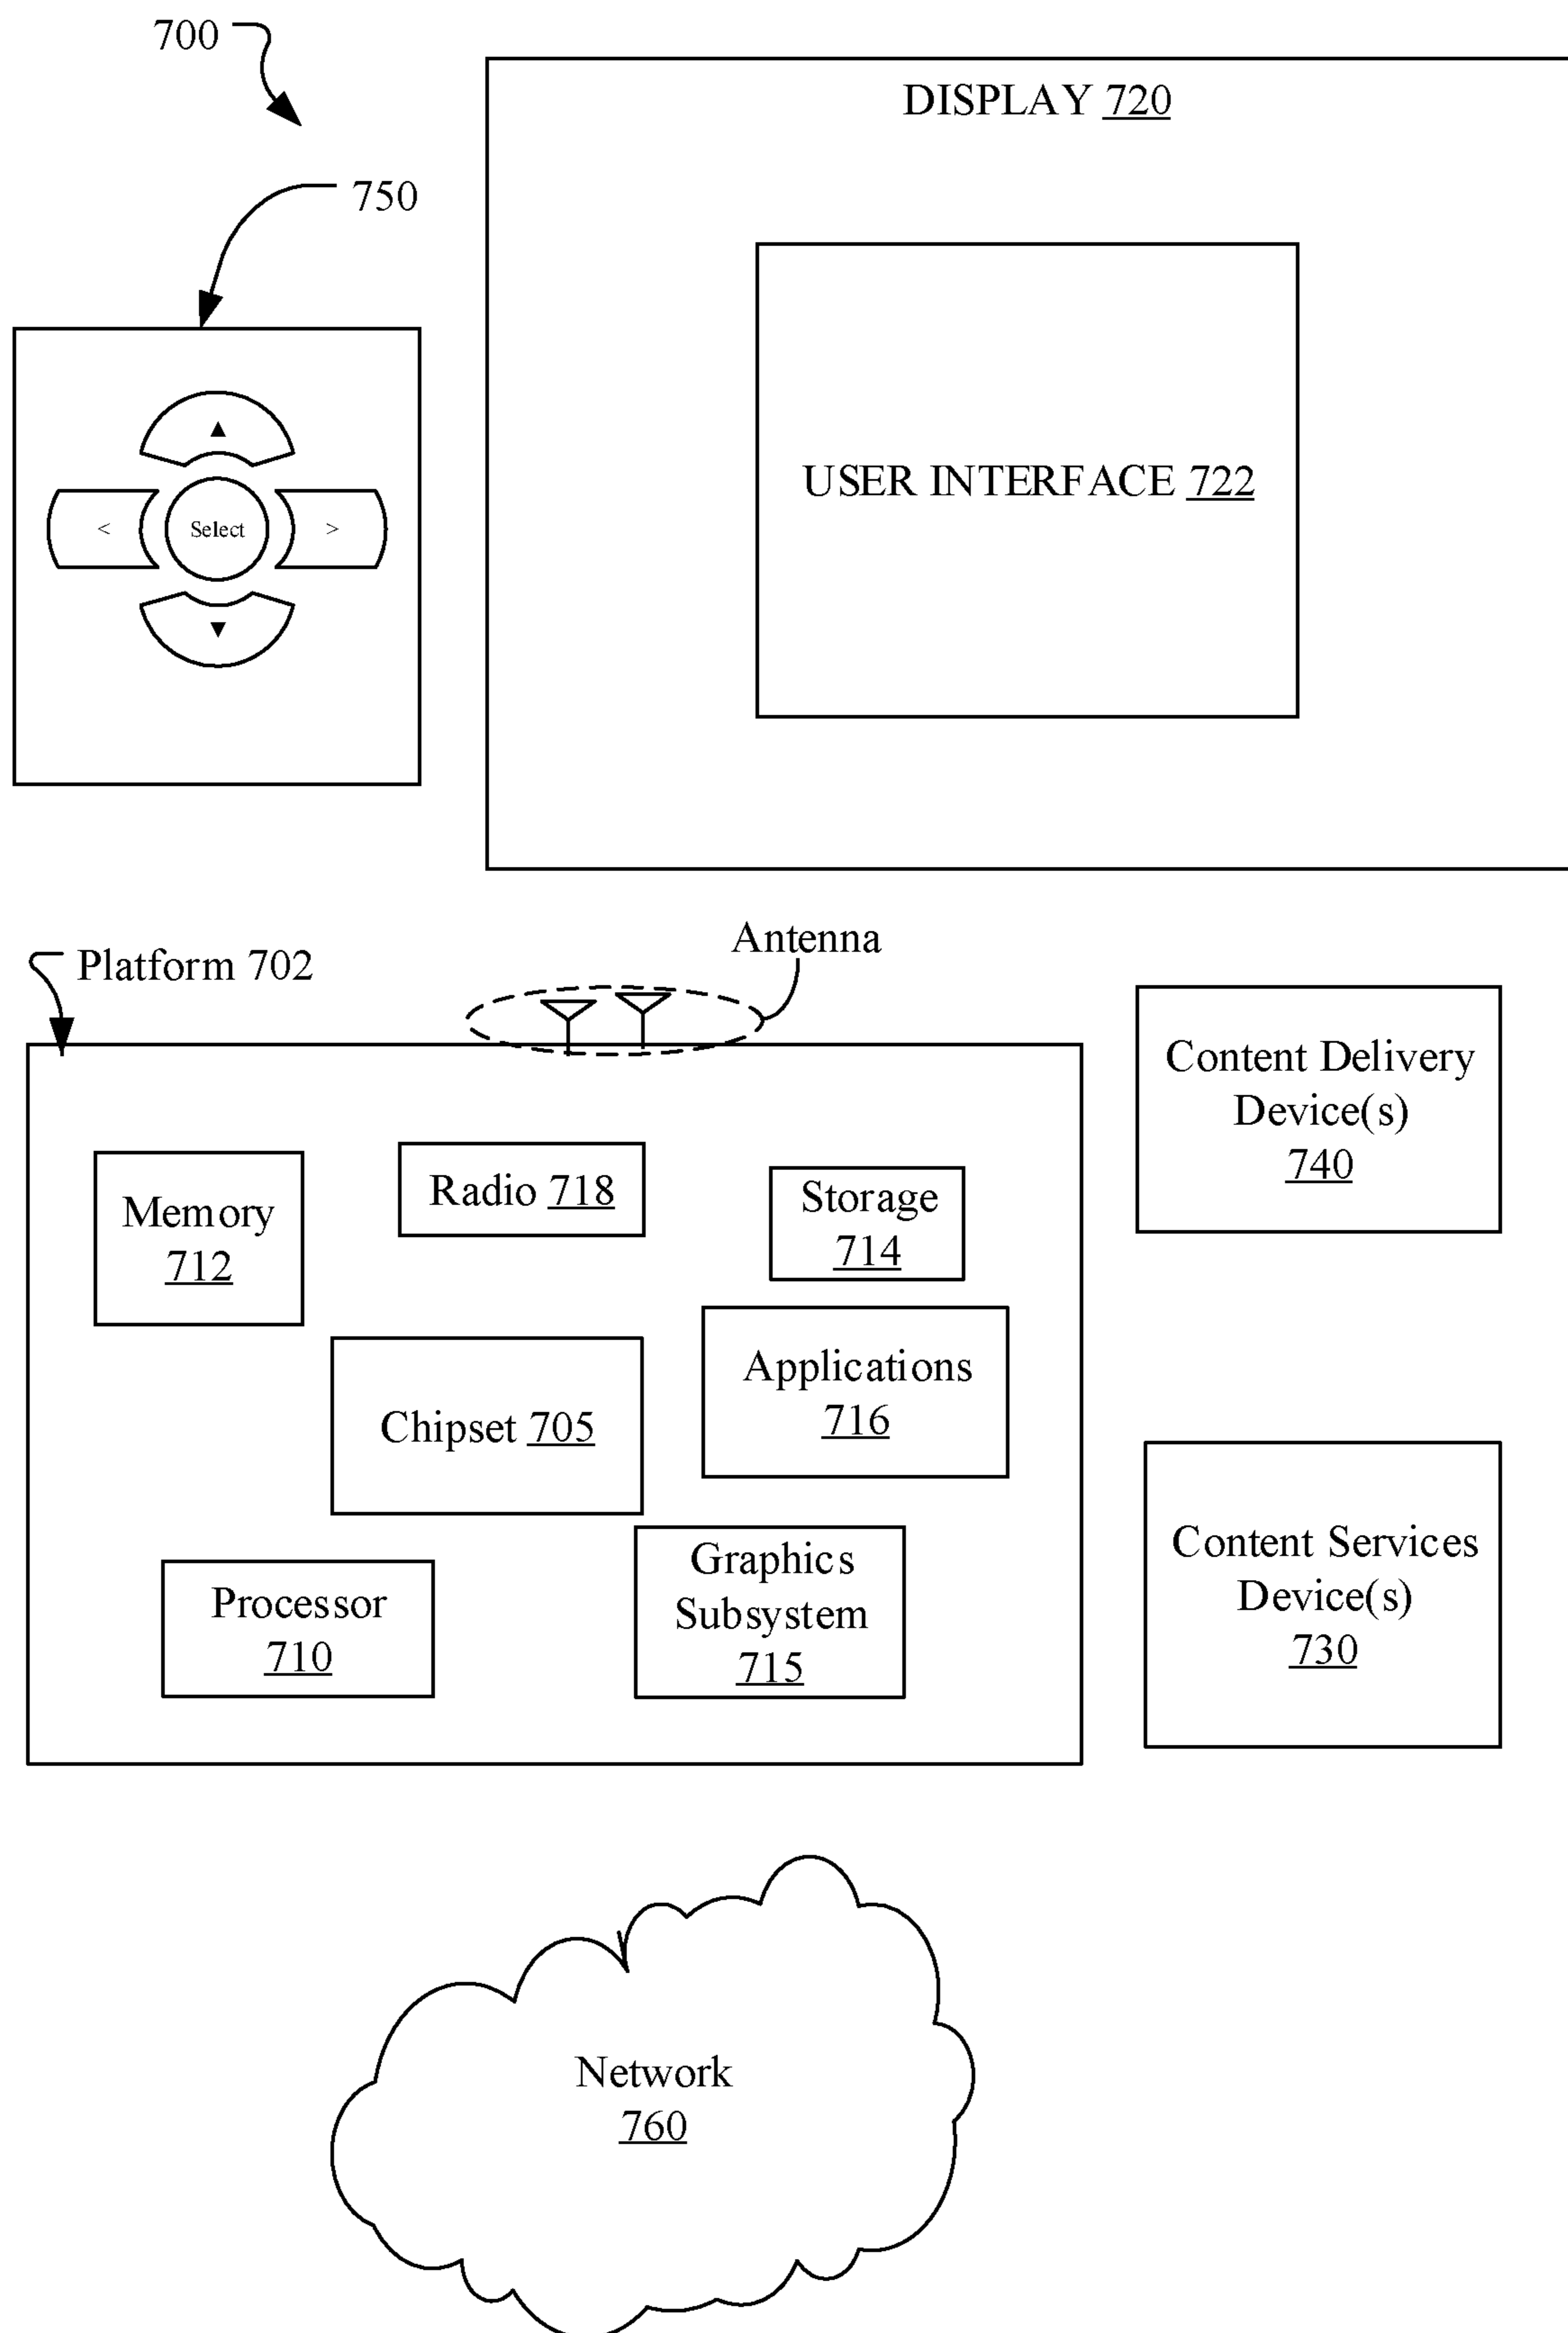 700
DISPLAY 720
750
USER INTERFACE 722
▲
< Select >
▼
Antenna
Platform 702
Content Delivery
Device(s)
740
Memory
712
Radio 718
Storage
714
Applications
716
Chipset 705
Content Services
Device(s)
730
Processor
710
Graphics
Subsystem
715
Network
760